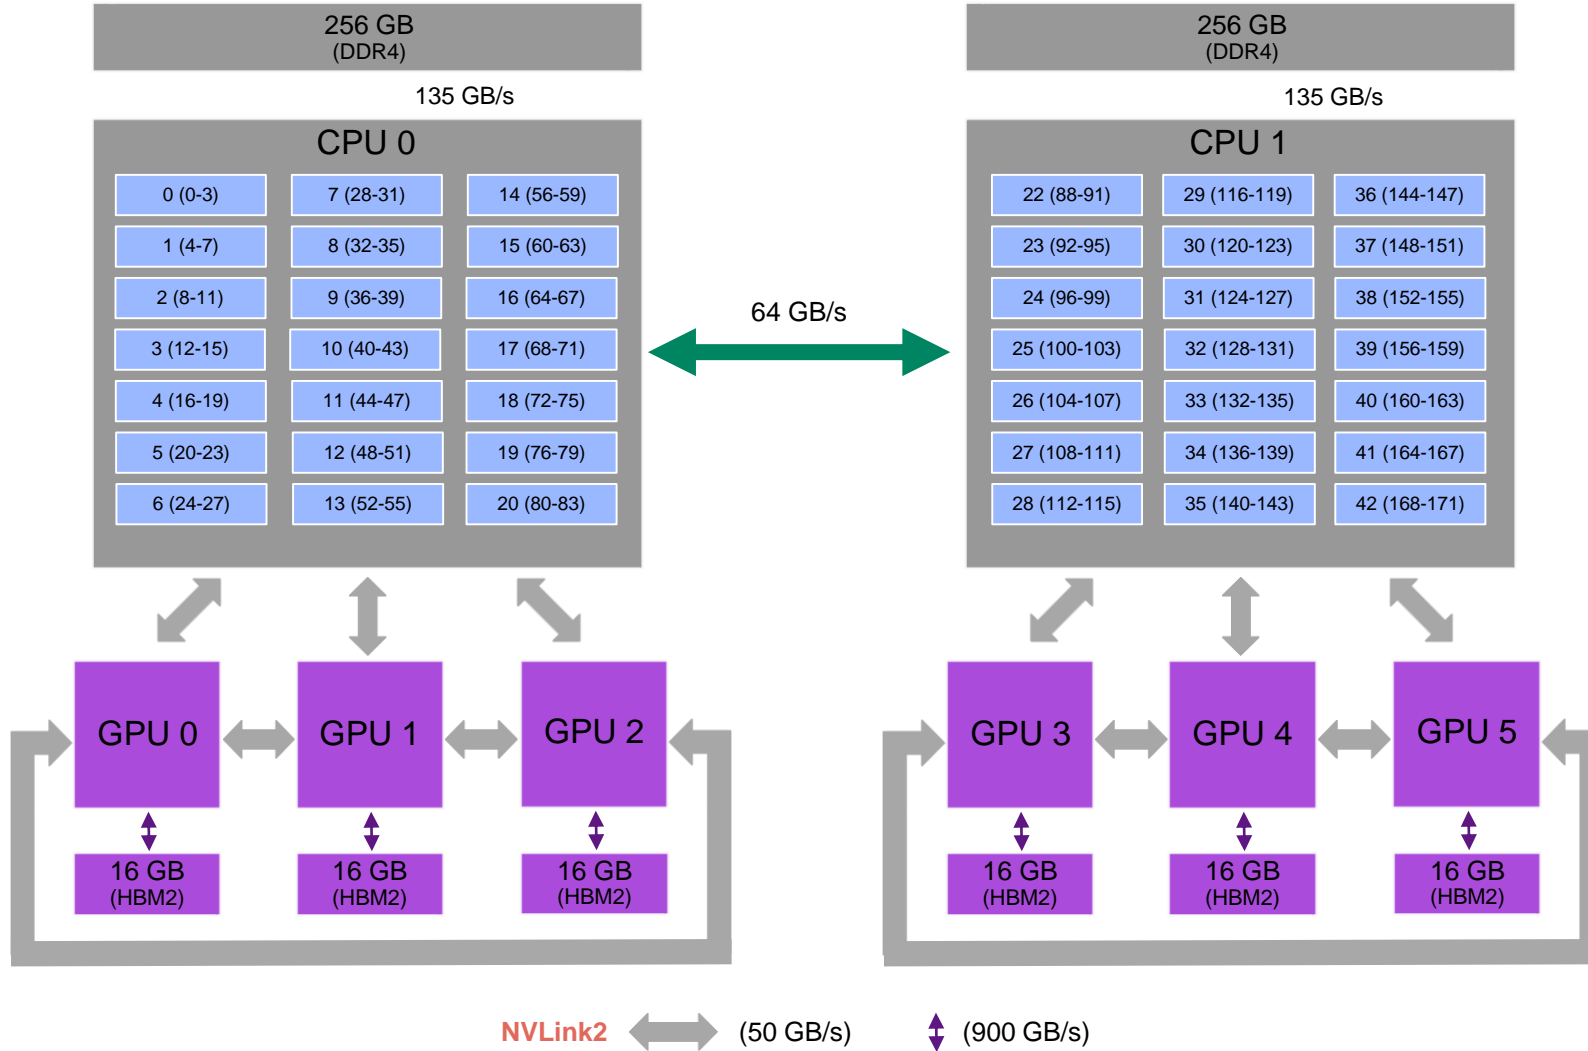 256 GB
(DDR4)
256 GB
(DDR4)
135 GB/s
135 GB/s
CPU 0
0 (0-3)
7 (28-31)
14 (56-59)
1 (4-7)
8 (32-35)
15 (60-63)
2 (8-11)
9 (36-39)
16 (64-67)
3 (12-15)
10 (40-43)
17 (68-71)
4 (16-19)
11 (44-47)
18 (72-75)
5 (20-23)
12 (48-51)
19 (76-79)
6 (24-27)
13 (52-55)
20 (80-83)
64 GB/s
CPU 1
22 (88-91)
29 (116-119)
36 (144-147)
23 (92-95)
30 (120-123)
37 (148-151)
24 (96-99)
31 (124-127)
38 (152-155)
25 (100-103)
32 (128-131)
39 (156-159)
26 (104-107)
33 (132-135)
40 (160-163)
27 (108-111)
34 (136-139)
41 (164-167)
28 (112-115)
35 (140-143)
42 (168-171)
GPU 0
GPU 1
GPU 2
GPU 3
GPU 4
GPU 5
16 GB
(HBM2)
16 GB
(HBM2)
16 GB
(HBM2)
16 GB
(HBM2)
16 GB
(HBM2)
16 GB
(HBM2)
NVLink2 (50 GB/s) (900 GB/s)